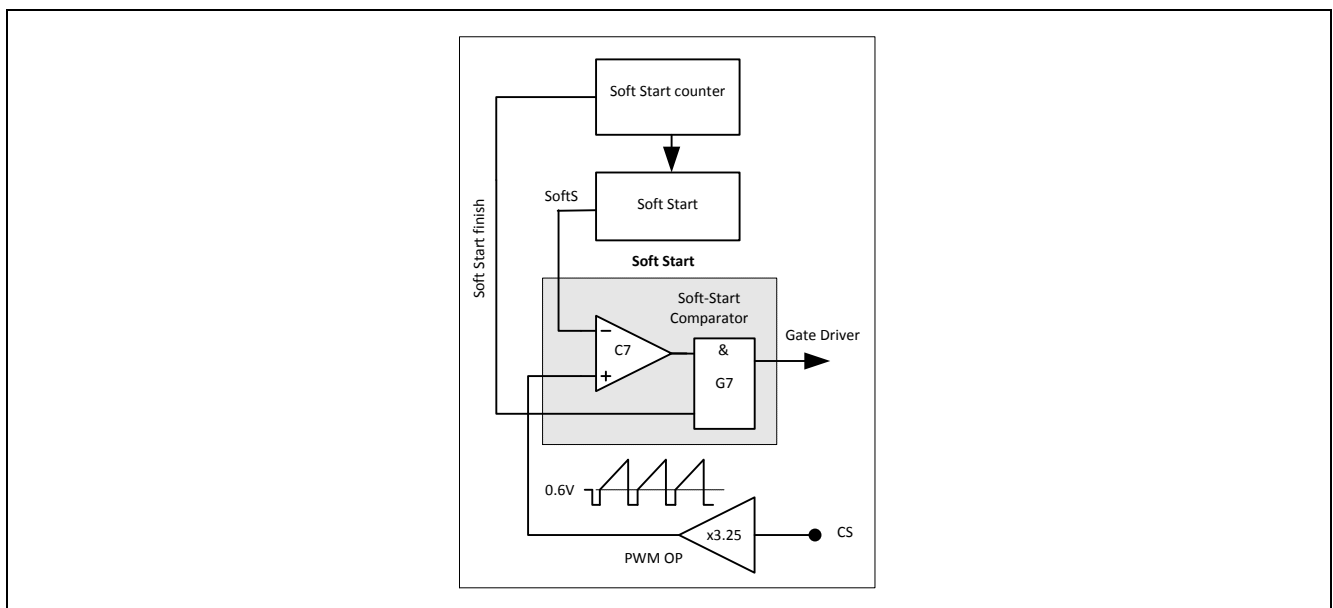 Soft Start counter
SoftS
Soft Start
Soft Start finish
Soft Start
Soft-Start
Comparator
Gate Driver
−
C7
+
&
G7
0.6V
x3.25
CS
PWM OP